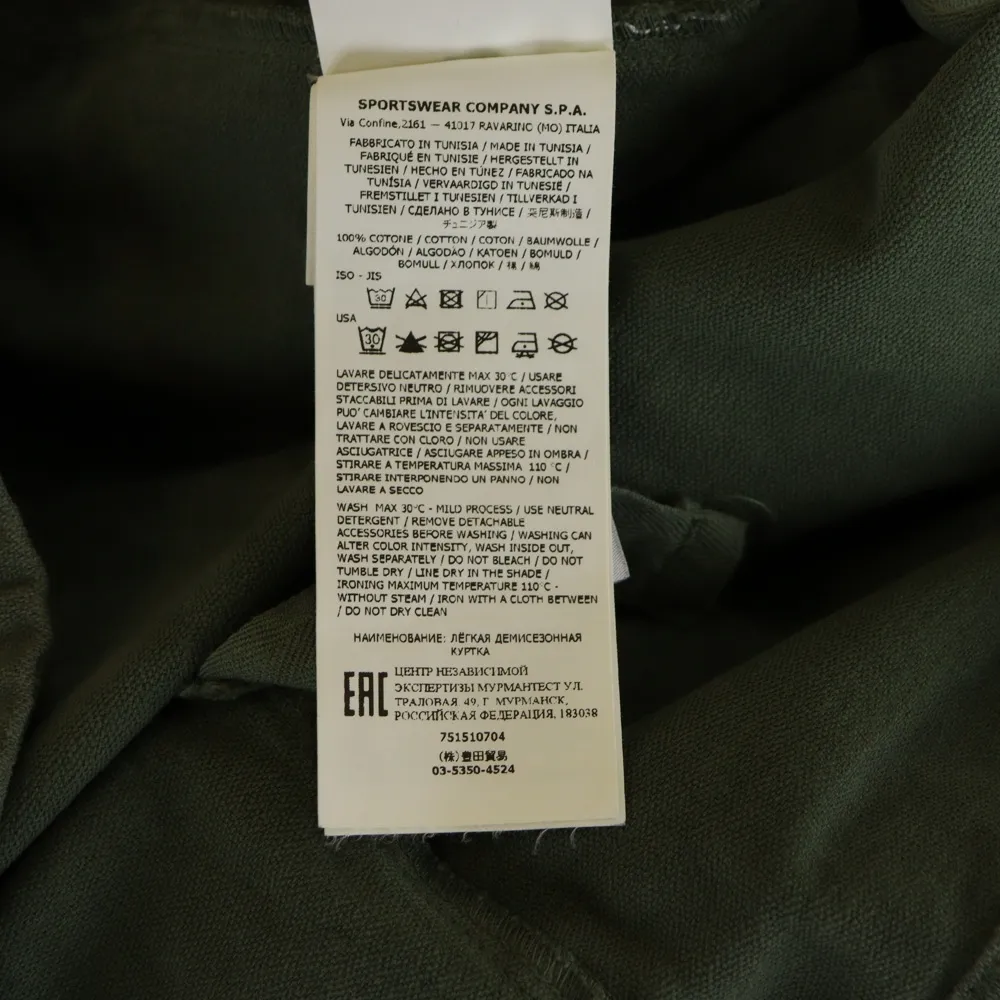 SPORTSWEAR COMPANY S.P.A.
Via Confine,2161 — 41017 RAVARINO (MO) ITALIA
FABBRICATO IN TUNISIA / MADE IN TUNISIA /
FABRIQUÉ EN TUNISIE / HERGESTELLT IN
TUNESIEN / HECHO EN TÚNEZ / FABRICADO NA
TUNÍSIA / VERVAARDIGD IN TUNESIË /
FREMSTILLET I TUNESIEN / TILLVERKAD I
TUNISIEN / СДЕЛАНО В ТУНИСЕ / 突尼斯制造 /
チュニジア製
100% COTONE / COTTON / COTON / BAUMWOLLE /
ALGODÓN / ALGODÃO / KATOEN / BOMULD /
BOMULL / ХЛОПОК / 棉 / 綿
ISO - JIS
30
USA
30
LAVARE DELICATAMENTE MAX 30°C / USARE
DETERSIVO NEUTRO / RIMUOVERE ACCESSORI
STACCABILI PRIMA DI LAVARE / OGNI LAVAGGIO
PUO' CAMBIARE L'INTENSITA' DEL COLORE,
LAVARE A ROVESCIO E SEPARATAMENTE / NON
TRATTARE CON CLORO / NON USARE
ASCIUGATRICE / ASCIUGARE APPESO IN OMBRA /
STIRARE A TEMPERATURA MASSIMA 110°C /
STIRARE INTERPONENDO UN PANNO / NON
LAVARE A SECCO
WASH MAX 30°C - MILD PROCESS / USE NEUTRAL
DETERGENT / REMOVE DETACHABLE
ACCESSORIES BEFORE WASHING / WASHING CAN
ALTER COLOR INTENSITY, WASH INSIDE OUT,
WASH SEPARATELY / DO NOT BLEACH / DO NOT
TUMBLE DRY / LINE DRY IN THE SHADE /
IRONING MAXIMUM TEMPERATURE 110°C -
WITHOUT STEAM / IRON WITH A CLOTH BETWEEN
/ DO NOT DRY CLEAN
НАИМЕНОВАНИЕ: ЛЁГКАЯ ДЕМИСЕЗОННАЯ
КУРТКА
EAC
ЦЕНТР НЕЗАВИСИМОЙ
ЭКСПЕРТИЗЫ МУРМАНТЕСТ УЛ.
ТРАЛОВАЯ, 49, Г. МУРМАНСК,
РОССИЙСКАЯ ФЕДЕРАЦИЯ, 183038
751510704
(株)豊田貿易
03-5350-4524